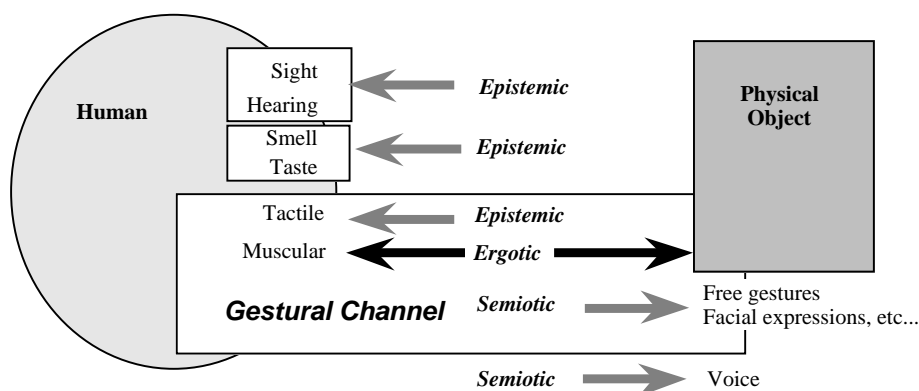 Sight
Human
Hearing
Epistemic
Physical
Object
Smell
Taste
Epistemic
Tactile
Epistemic
Muscular
Ergotic
Gestural Channel
Semiotic
Free gestures
Facial expressions, etc...
Semiotic
Voice